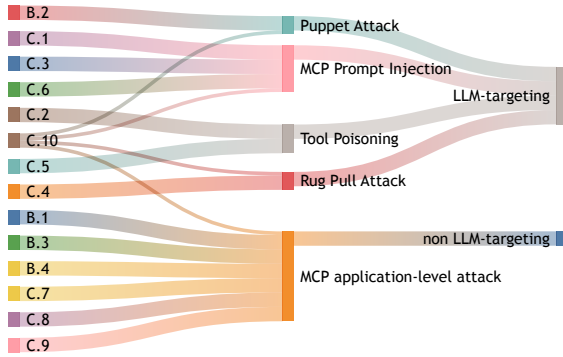 B.2
C.1
C.3
C.6
C.2
C.10
C.5
C.4
B.1
B.3
B.4
C.7
C.8
C.9
Puppet Attack
MCP Prompt Injection
Tool Poisoning
Rug Pull Attack
MCP application-level attack
LLM-targeting
non LLM-targeting